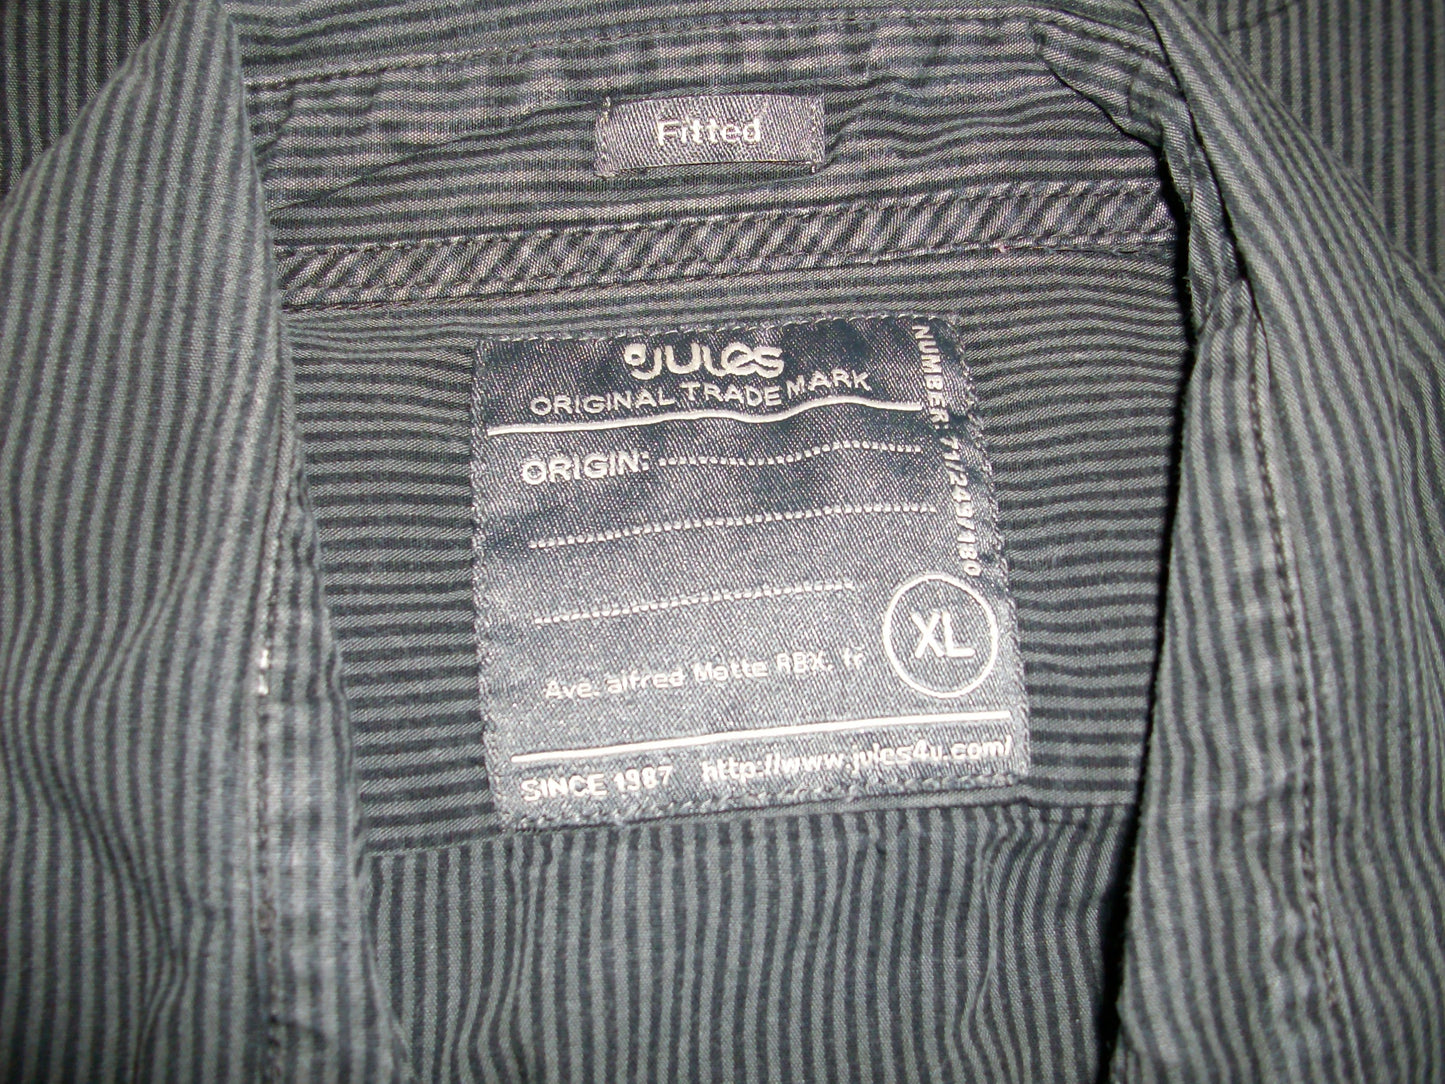 Fitted
JULES
ORIGINAL TRADE MARK
NUMBER: 71/249/180
ORIGIN:
XL
Ave. alfred Motte RBX. fr
SINCE 1987 http://www.jules4u.com/